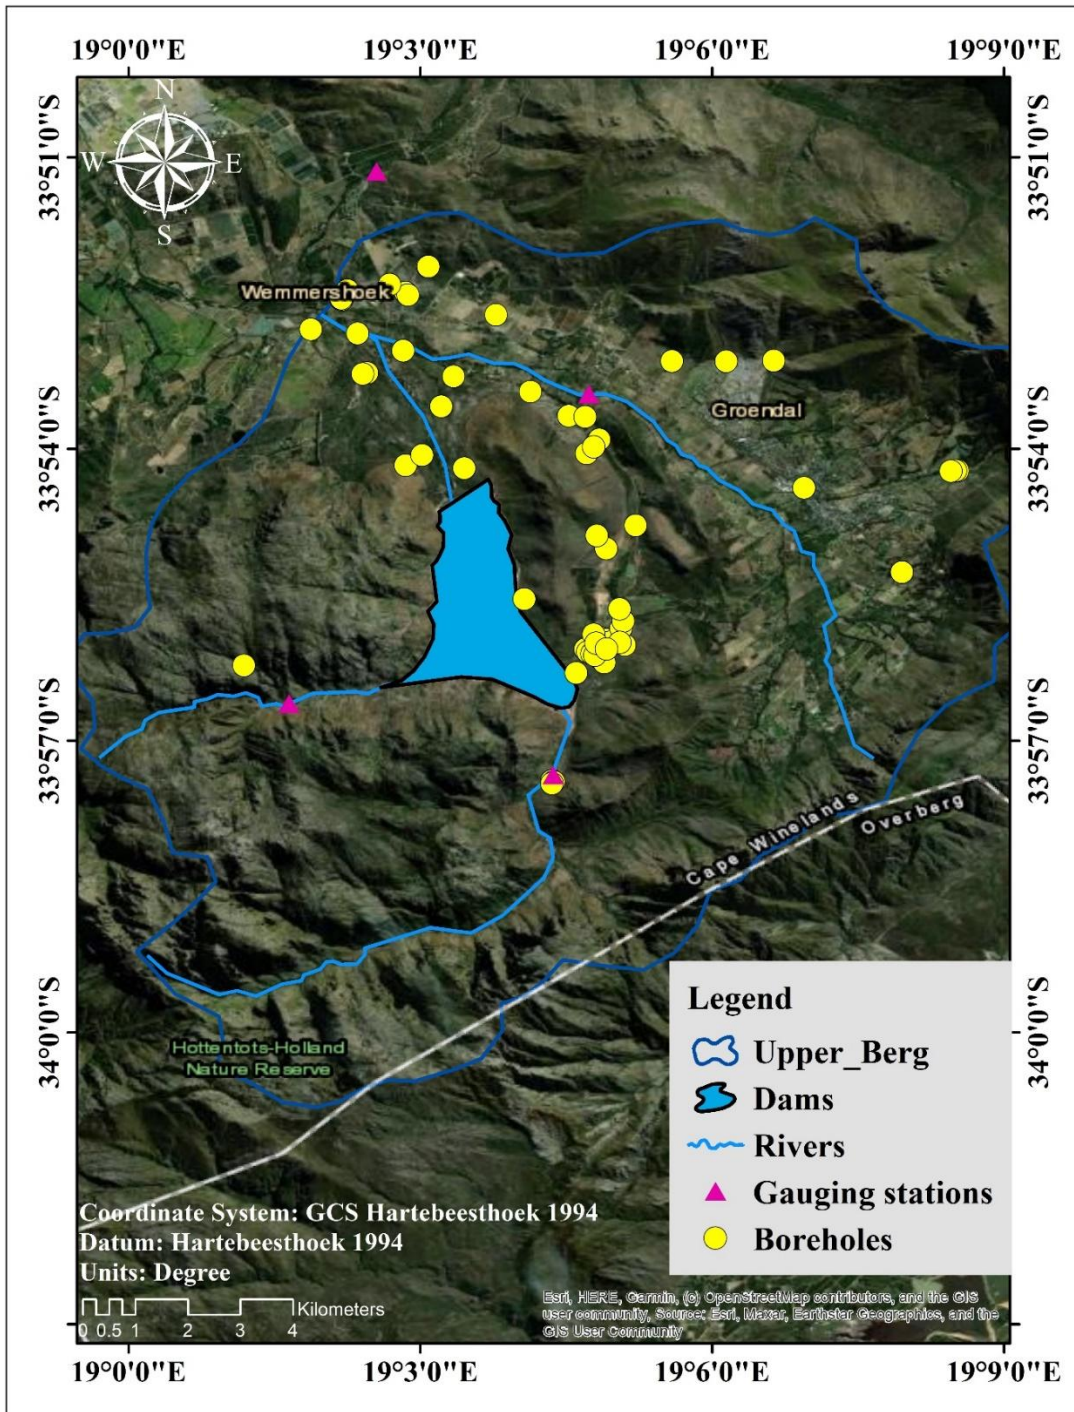 19°0'0"E 19°3'0"E 19°6'0"E 19°9'0"E
N
W E
S
33°51'0"S 33°51'0"S
Wemmershoek
Groendal
33°54'0"S 33°54'0"S
33°57'0"S 33°57'0"S
Cape Winelands
Overberg
34°0'0"S 34°0'0"S
Hottentots-Holland
Nature Reserve
Legend
Upper_Berg
Dams
Rivers
Gauging stations
Boreholes
Coordinate System: GCS Hartebeesthoek 1994
Datum: Hartebeesthoek 1994
Units: Degree
Kilometers
0 0.5 1 2 3 4
Esri, HERE, Garmin, (c) OpenStreetMap contributors, and the GIS
user community, Source: Esri, Maxar, Earthstar Geographics, and the
GIS User Community
19°0'0"E 19°3'0"E 19°6'0"E 19°9'0"E